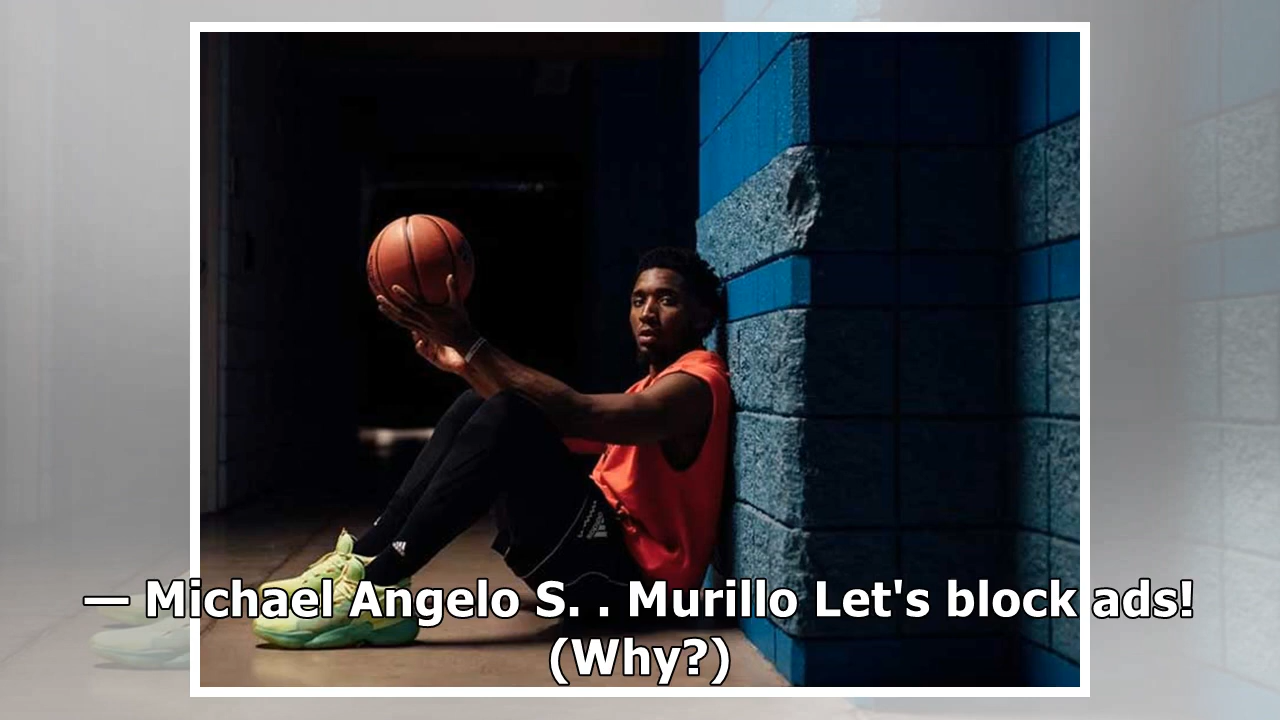 — Michael Angelo S. . Murillo Let's block ads!
(Why?)